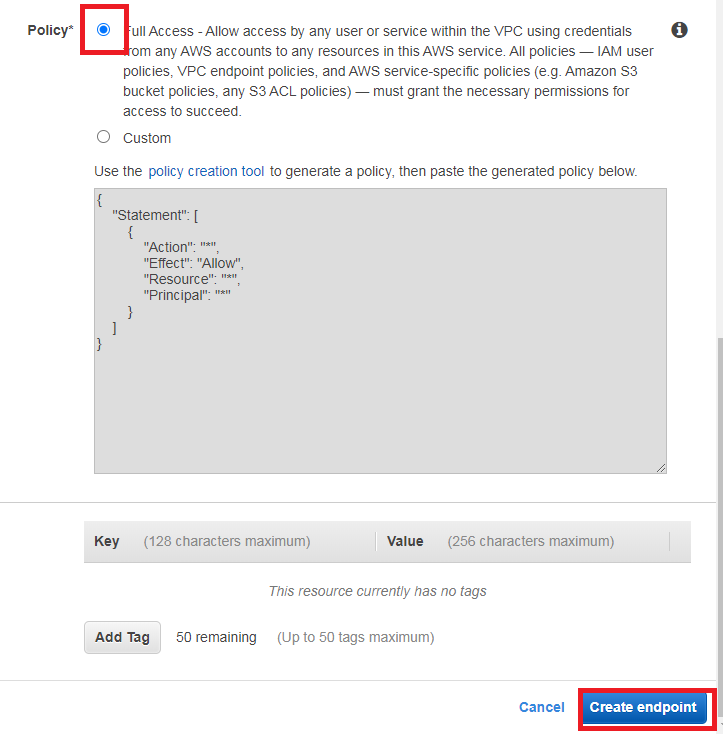 Policy* Full Access - Allow access by any user or service within the VPC using credentials
from any AWS accounts to any resources in this AWS service. All policies — IAM user
policies, VPC endpoint policies, and AWS service-specific policies (e.g. Amazon S3
bucket policies, any S3 ACL policies) — must grant the necessary permissions for
access to succeed.
Custom
Use the policy creation tool to generate a policy, then paste the generated policy below.
{
"Statement": [
{
"Action": "*",
"Effect": "Allow",
"Resource": "*",
"Principal": "*"
}
]
}
Key (128 characters maximum) Value (256 characters maximum)
This resource currently has no tags
Add Tag 50 remaining (Up to 50 tags maximum)
Cancel Create endpoint